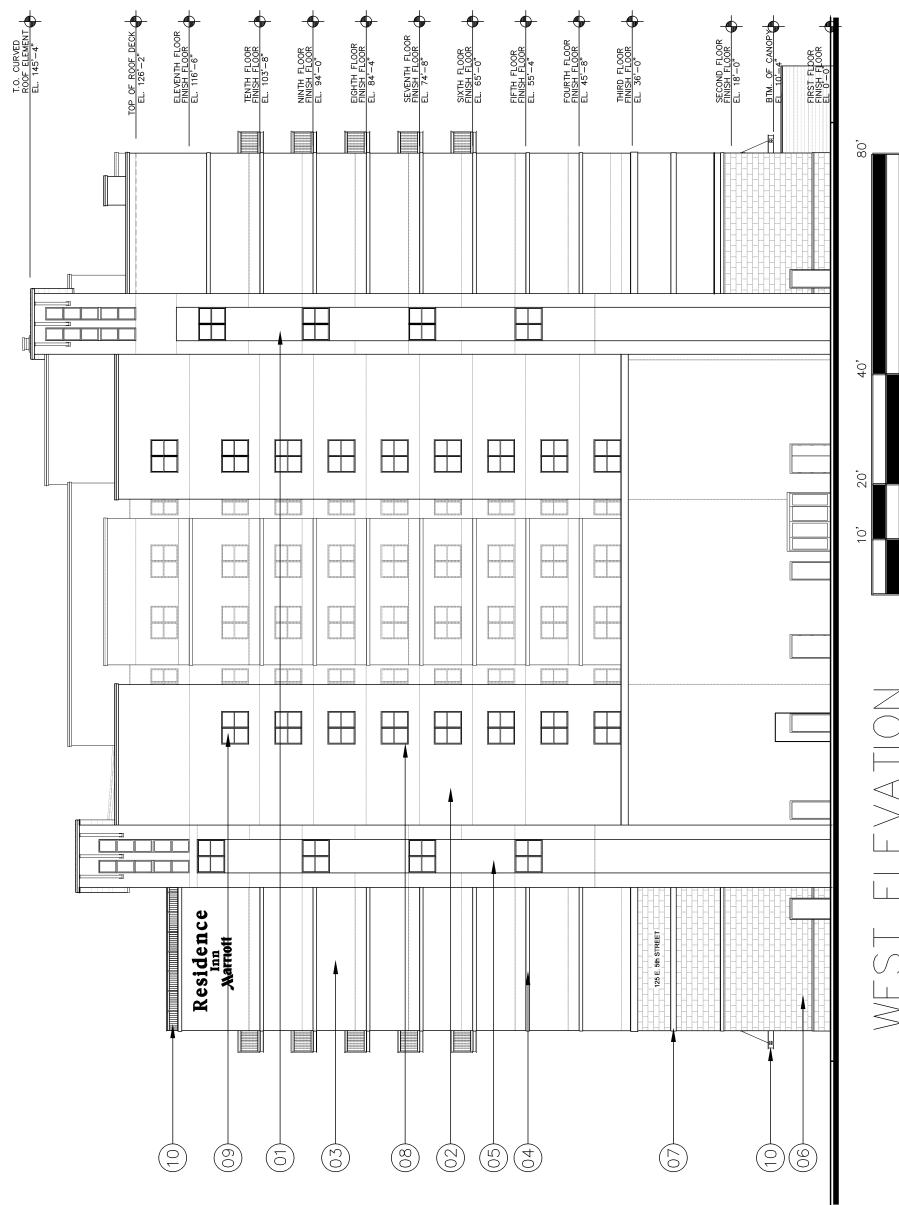 T.O. CURVED
ROOF ELEMENT
EL. 145'-4"
TOP OF ROOF DECK
EL. 126'-2"
ELEVENTH FLOOR
FINISH FLOOR
EL. 116'-6"
TENTH FLOOR
FINISH FLOOR
EL. 103'-8"
NINTH FLOOR
FINISH FLOOR
EL. 94'-0"
EIGHTH FLOOR
FINISH FLOOR
EL. 84'-4"
SEVENTH FLOOR
FINISH FLOOR
EL. 74'-8"
SIXTH FLOOR
FINISH FLOOR
EL. 65'-0"
FIFTH FLOOR
FINISH FLOOR
EL. 55'-4"
FOURTH FLOOR
FINISH FLOOR
EL. 45'-8"
THIRD FLOOR
FINISH FLOOR
EL. 36'-0"
SECOND FLOOR
FINISH FLOOR
EL. 18'-0"
BTM. OF CANOPY
EL. 10'-4"
FIRST FLOOR
FINISH FLOOR
EL. 0'-0"
Residence
Inn
Marriott
125 E. 5th STREET
10
09
01
03
08
02
05
04
07
10
06
10'
20'
40'
80'
WEST ELEVATION